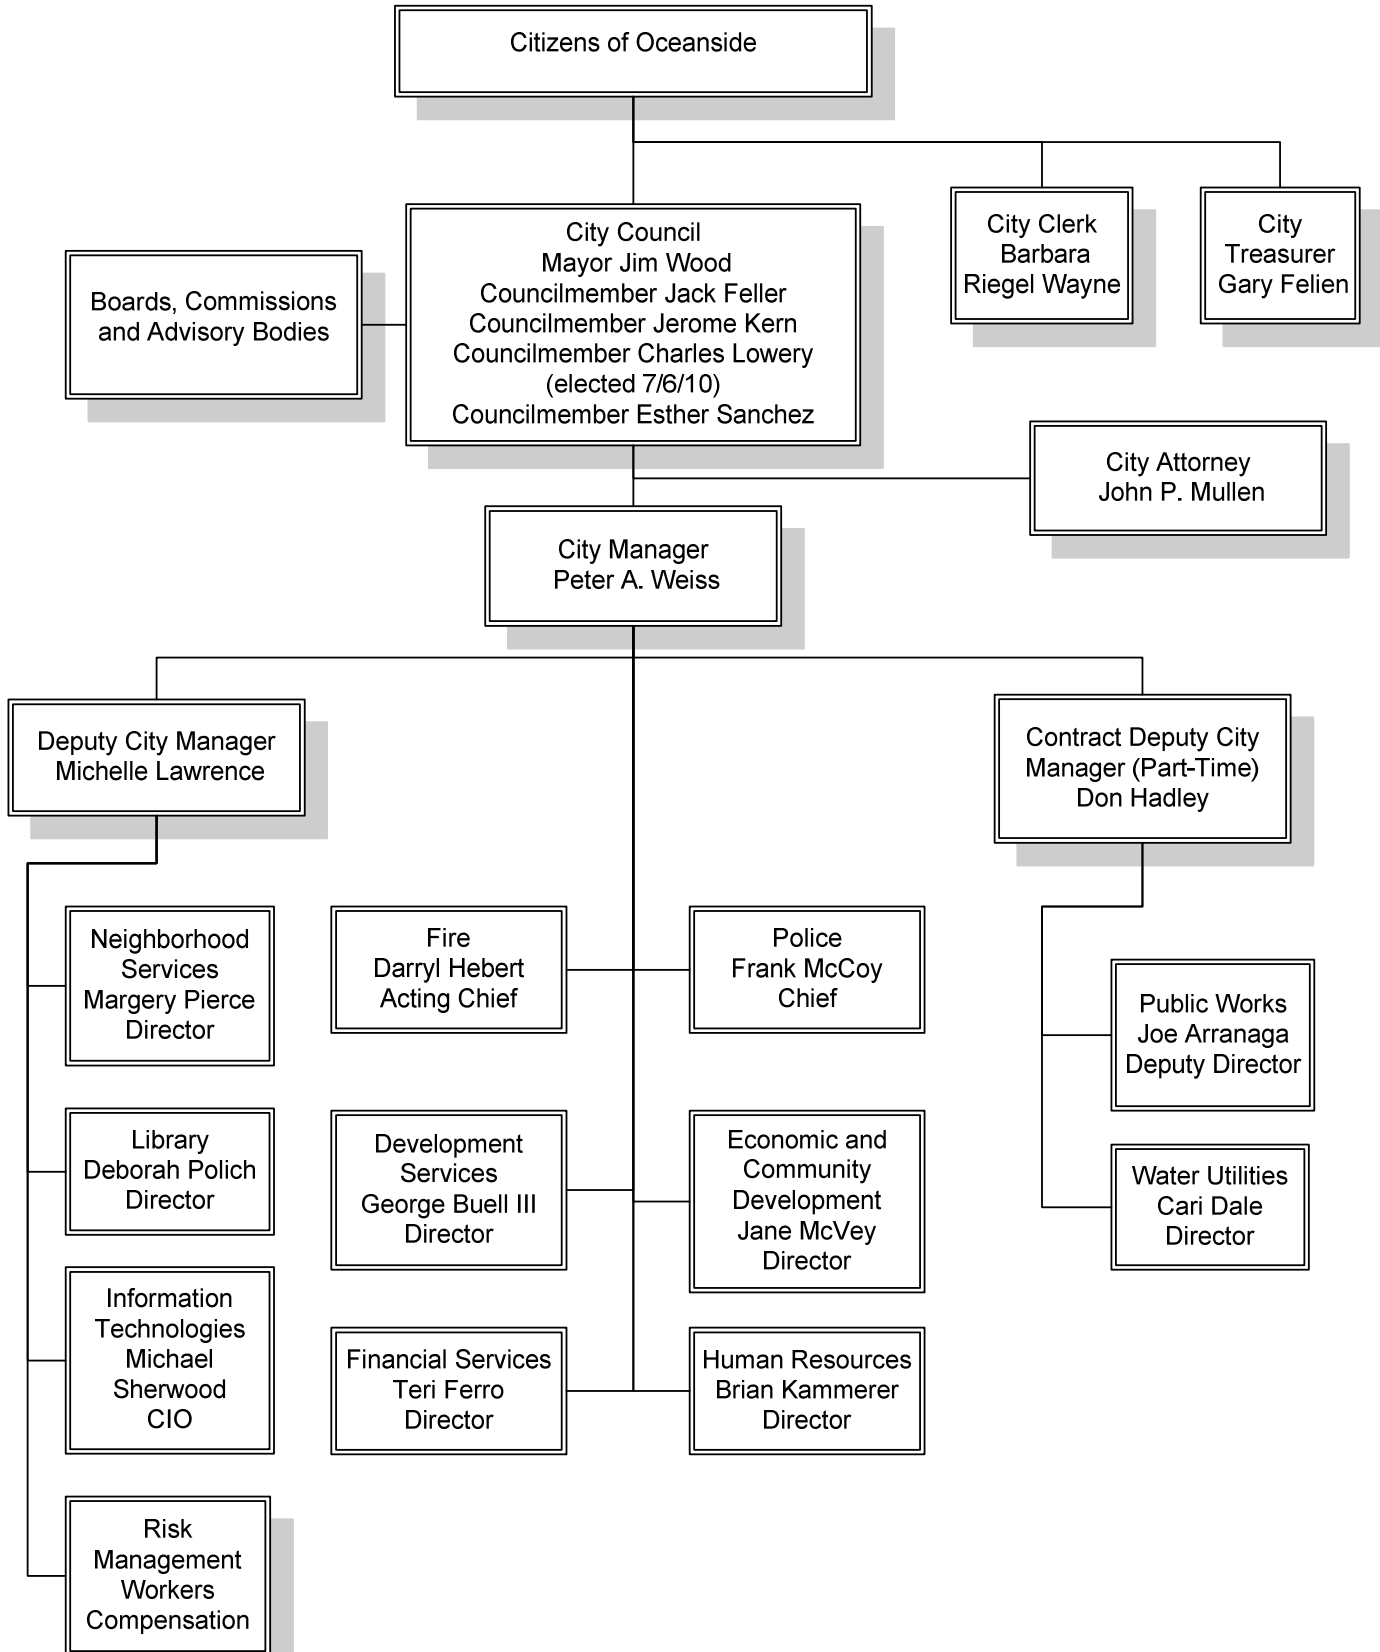 Citizens of Oceanside
City Clerk
Barbara
Riegel Wayne
City
Treasurer
Gary Felien
City Council
Mayor Jim Wood
Councilmember Jack Feller
Councilmember Jerome Kern
Councilmember Charles Lowery
(elected 7/6/10)
Councilmember Esther Sanchez
Boards, Commissions
and Advisory Bodies
City Attorney
John P. Mullen
City Manager
Peter A. Weiss
Deputy City Manager
Michelle Lawrence
Contract Deputy City
Manager (Part-Time)
Don Hadley
Neighborhood
Services
Margery Pierce
Director
Fire
Darryl Hebert
Acting Chief
Police
Frank McCoy
Chief
Public Works
Joe Arranaga
Deputy Director
Library
Deborah Polich
Director
Development
Services
George Buell III
Director
Economic and
Community
Development
Jane McVey
Director
Water Utilities
Cari Dale
Director
Information
Technologies
Michael
Sherwood
CIO
Financial Services
Teri Ferro
Director
Human Resources
Brian Kammerer
Director
Risk
Management
Workers
Compensation